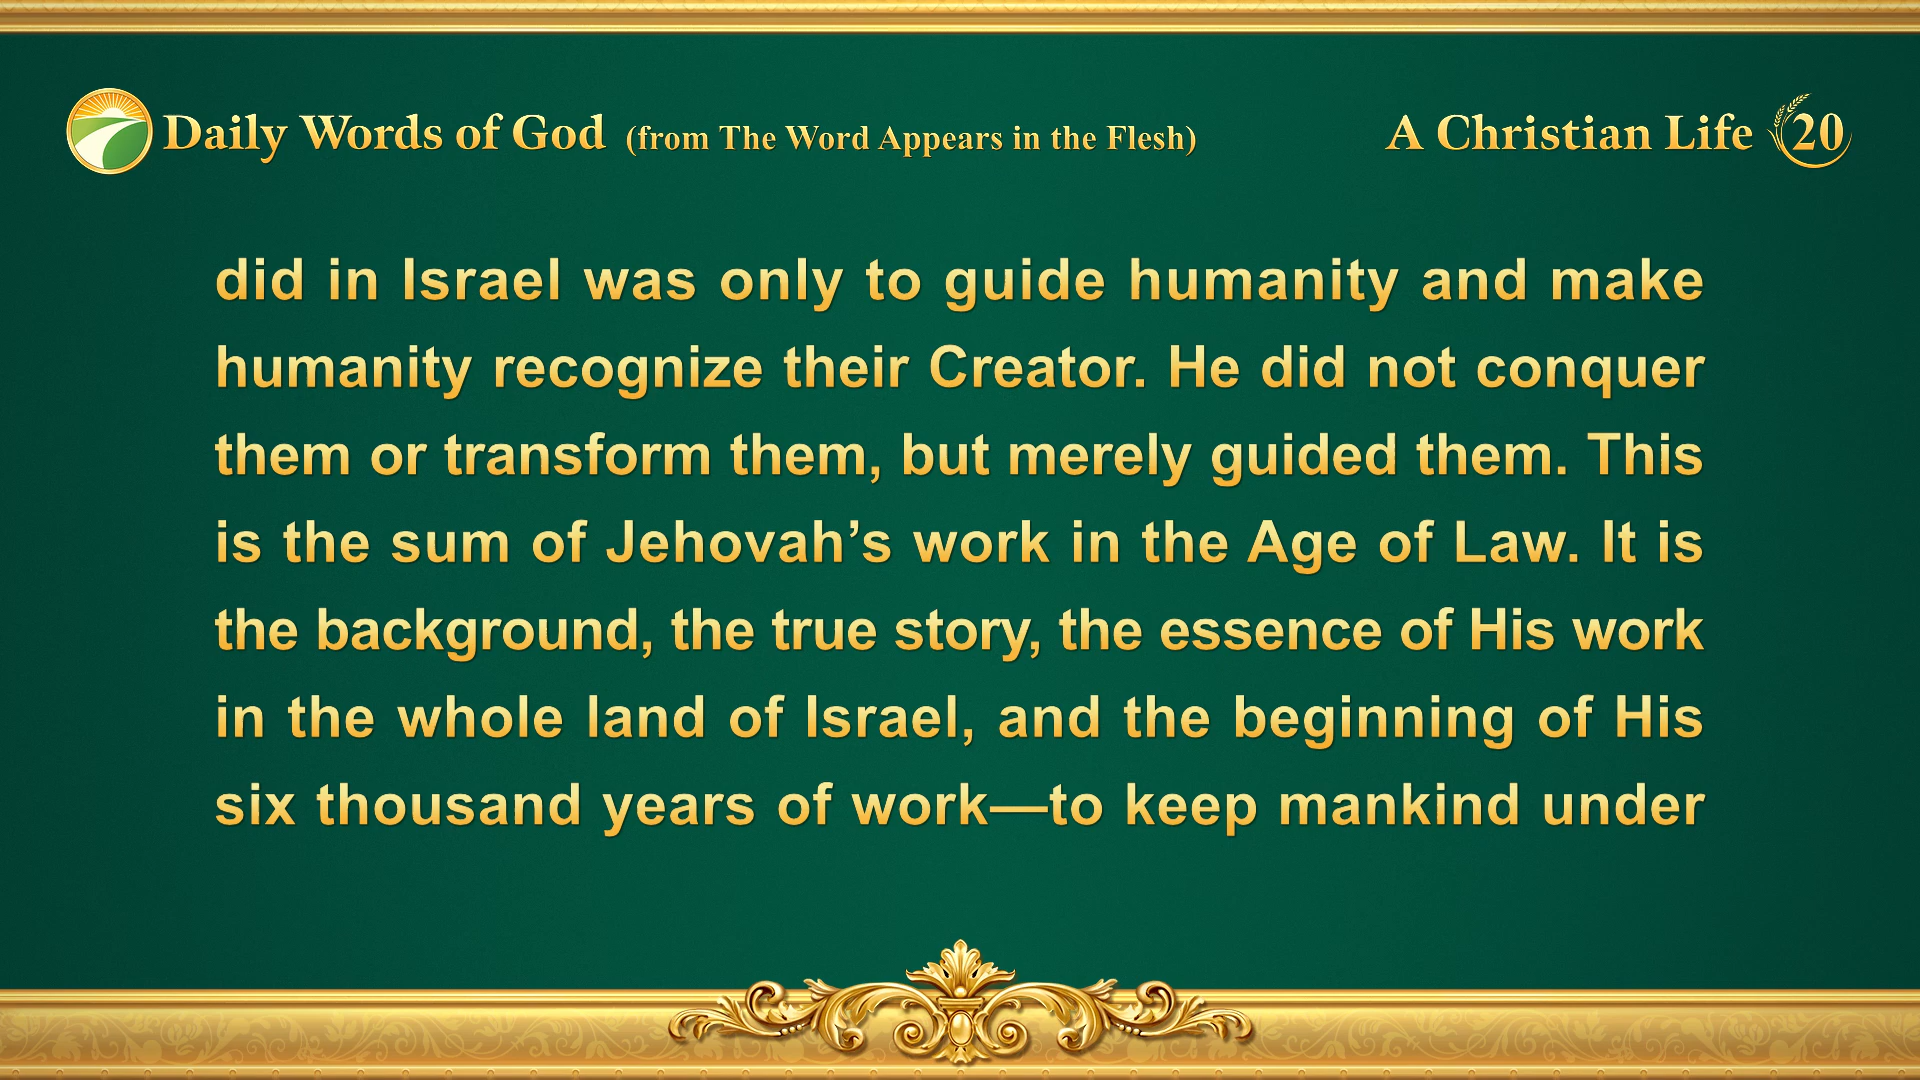 Daily Words of God (from The Word Appears in the Flesh)
A Christian Life 20
did in Israel was only to guide humanity and make
humanity recognize their Creator. He did not conquer
them or transform them, but merely guided them. This
is the sum of Jehovah’s work in the Age of Law. It is
the background, the true story, the essence of His work
in the whole land of Israel, and the beginning of His
six thousand years of work—to keep mankind under